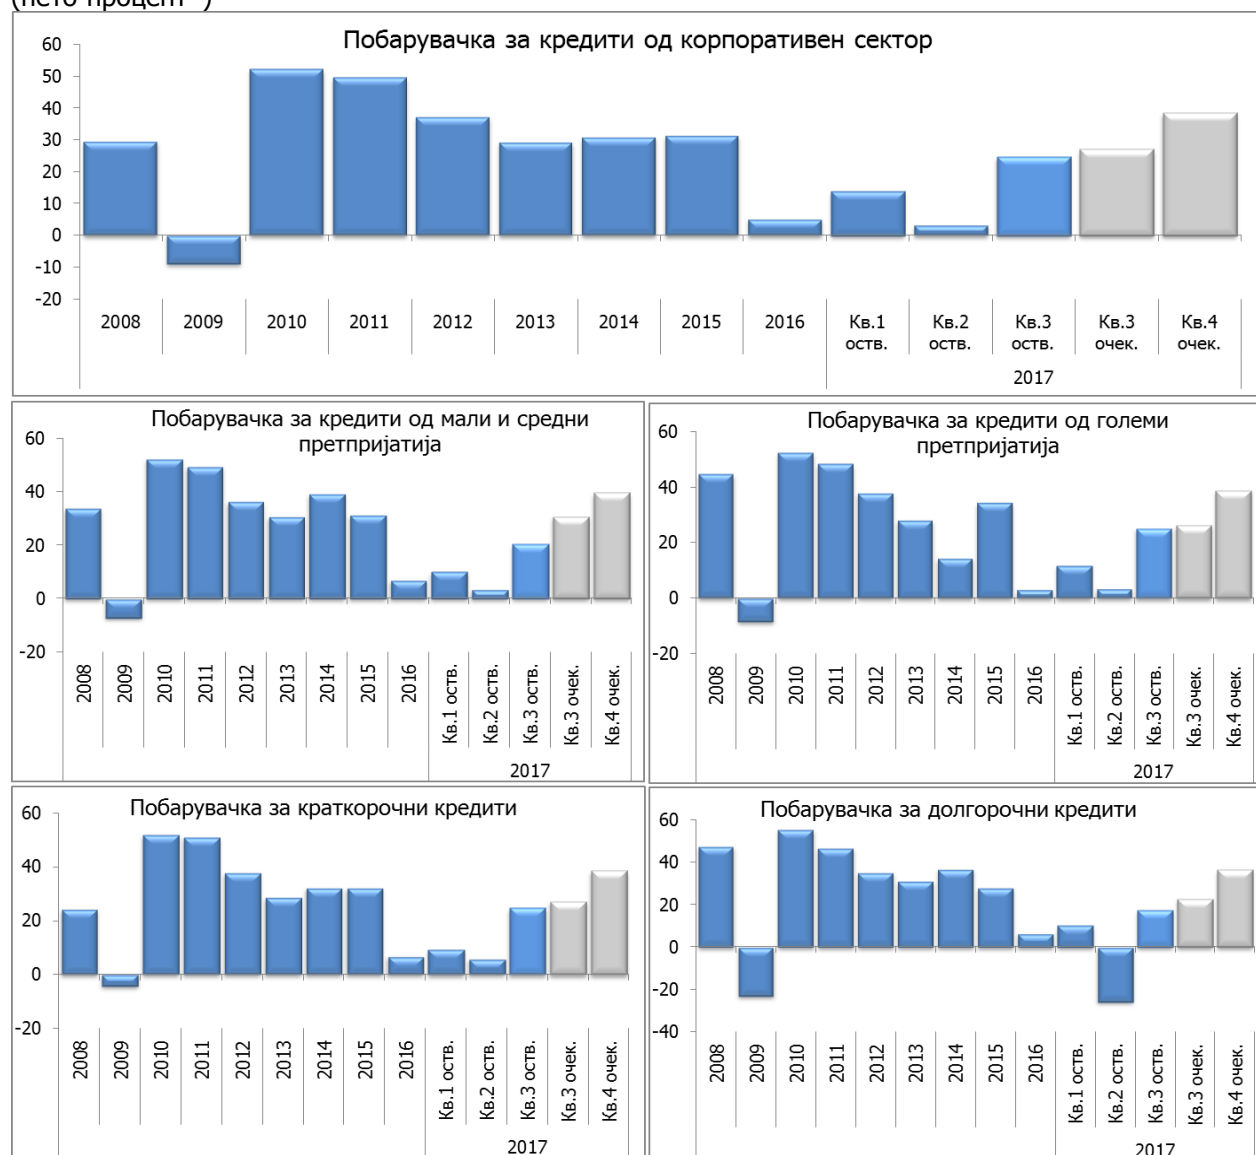 Побарувачка за кредити од корпоративен сектор
60
50
40
30
20
10
0
-10
-20
2008 2009 2010 2011 2012 2013 2014 2015 2016 Кв.1 Кв.2 Кв.3 Кв.3 Кв.4
оств. оств. оств. очек. очек.
2017
Побарувачка за кредити од мали и средни
претпријатија
60
40
20
0
-20
2008 2009 2010 2011 2012 2013 2014 2015 2016 Кв.1 оств. Кв.2 оств. Кв.3 оств. Кв.3 очек. Кв.4 очек.
2017
Побарувачка за кредити од големи
претпријатија
60
40
20
0
-20
2008 2009 2010 2011 2012 2013 2014 2015 2016 Кв.1 оств. Кв.2 оств. Кв.3 оств. Кв.3 очек. Кв.4 очек.
2017
Побарувачка за краткорочни кредити
60
40
20
0
-20
2008 2009 2010 2011 2012 2013 2014 2015 2016 Кв.1 оств. Кв.2 оств. Кв.3 оств. Кв.3 очек. Кв.4 очек.
2017
Побарувачка за долгорочни кредити
60
40
20
0
-20
-40
2008 2009 2010 2011 2012 2013 2014 2015 2016 Кв.1 оств. Кв.2 оств. Кв.3 оств. Кв.3 очек. Кв.4 очек.
2017